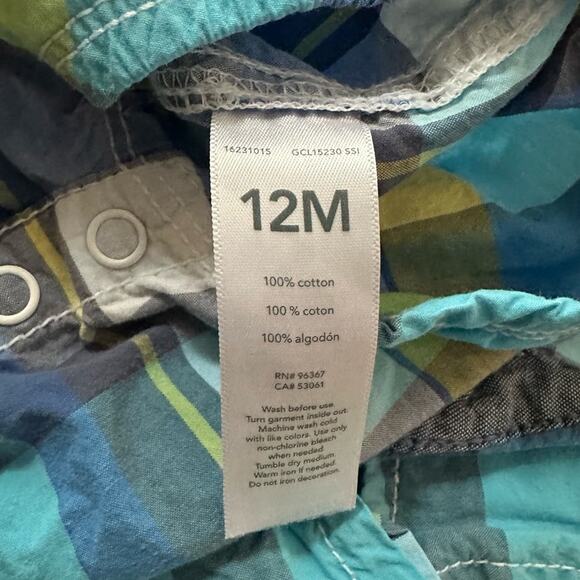 16231015 GCL15230 SSI
12M
100% cotton
100 % coton
100% algodón
RN# 96367
CA# 53061
Wash before use.
Turn garment inside out.
Machine wash cold
with like colors. Use only
non-chlorine bleach
when needed.
Tumble dry medium.
Warm iron if needed.
Do not iron decoration.